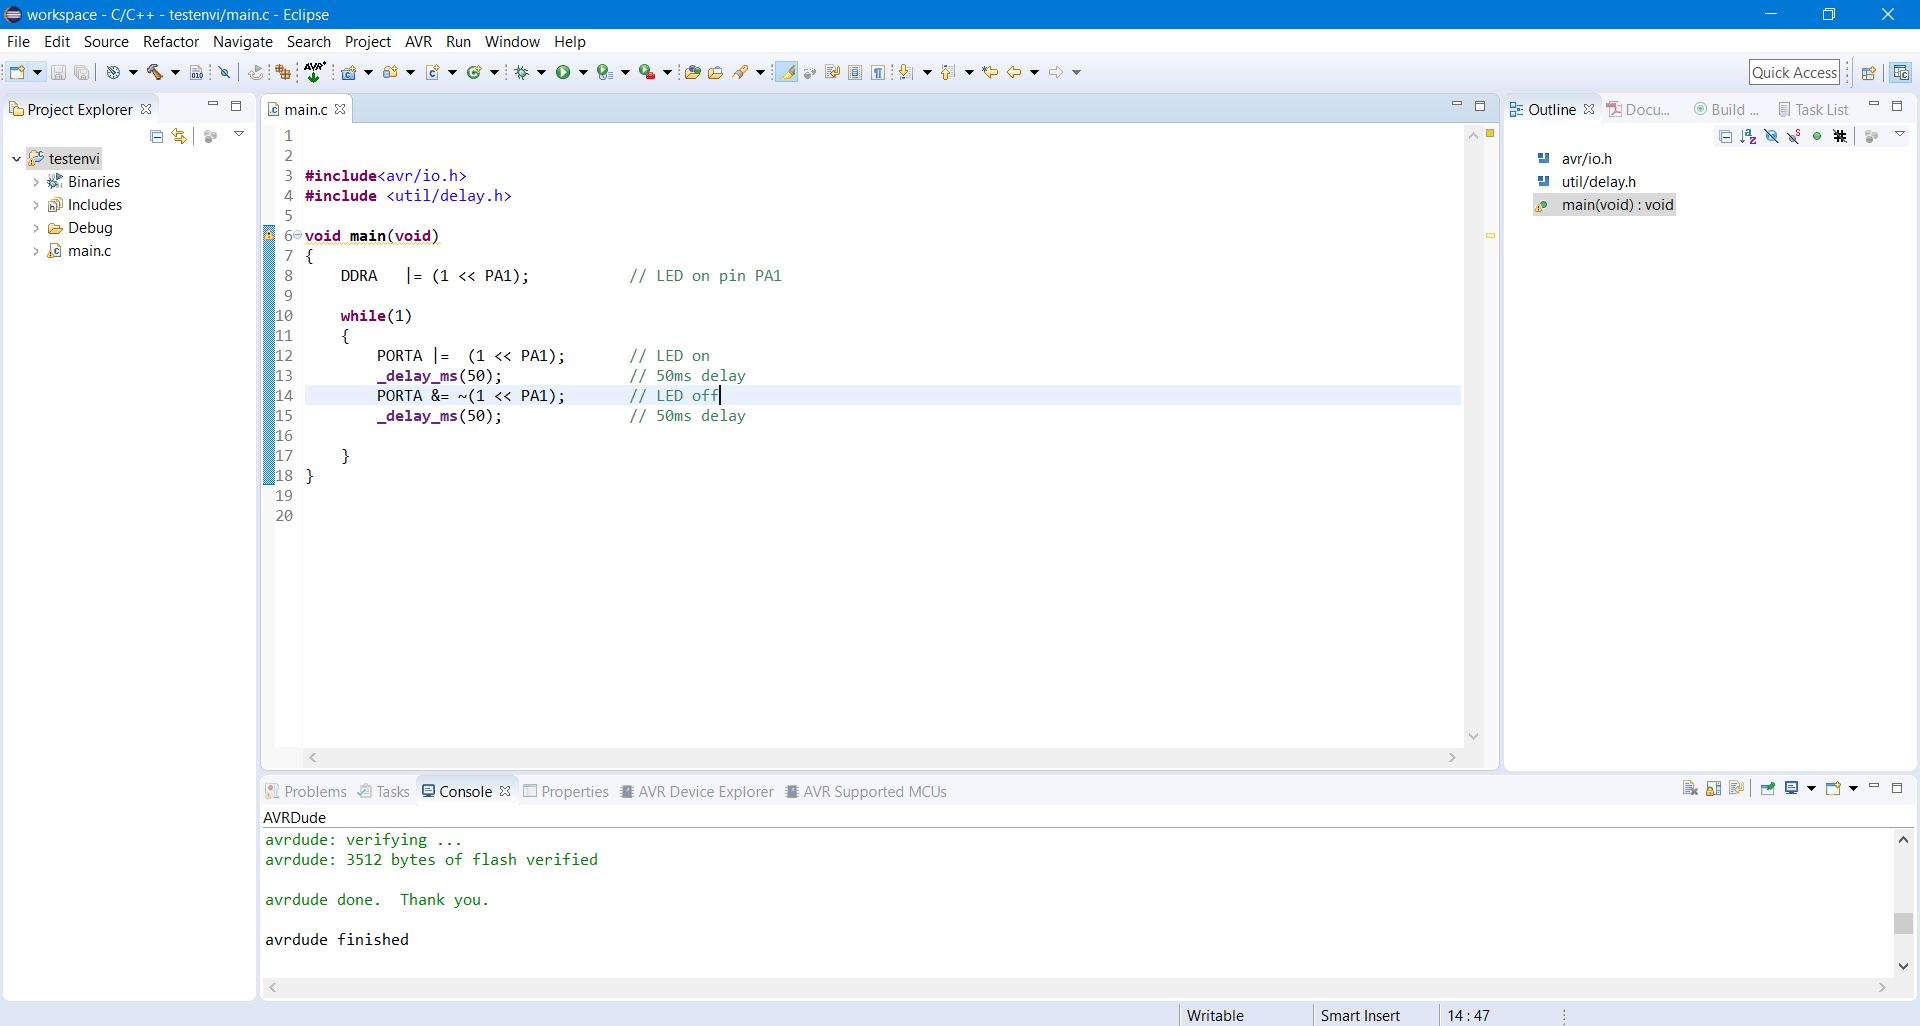 workspace - C/C++ - testenvi/main.c - Eclipse
File Edit Source Refactor Navigate Search Project AVR Run Window Help
Quick Access
Project Explorer
testenvi
Binaries
Includes
Debug
main.c
main.c
1
2
3 #include<avr/io.h>
4 #include <util/delay.h>
5
6 void main(void)
7 {
8     DDRA   |= (1 << PA1);           // LED on pin PA1
9
10     while(1)
11     {
12         PORTA |=  (1 << PA1);       // LED on
13         _delay_ms(50);              // 50ms delay
14         PORTA &= ~(1 << PA1);       // LED off
15         _delay_ms(50);              // 50ms delay
16
17     }
18 }
19
20
Outline Docu... Build ... Task List
avr/io.h
util/delay.h
main(void) : void
Problems Tasks Console Properties AVR Device Explorer AVR Supported MCUs
AVRDude
avrdude: verifying ...
avrdude: 3512 bytes of flash verified
avrdude done.  Thank you.
avrdude finished
Writable Smart Insert 14 : 47